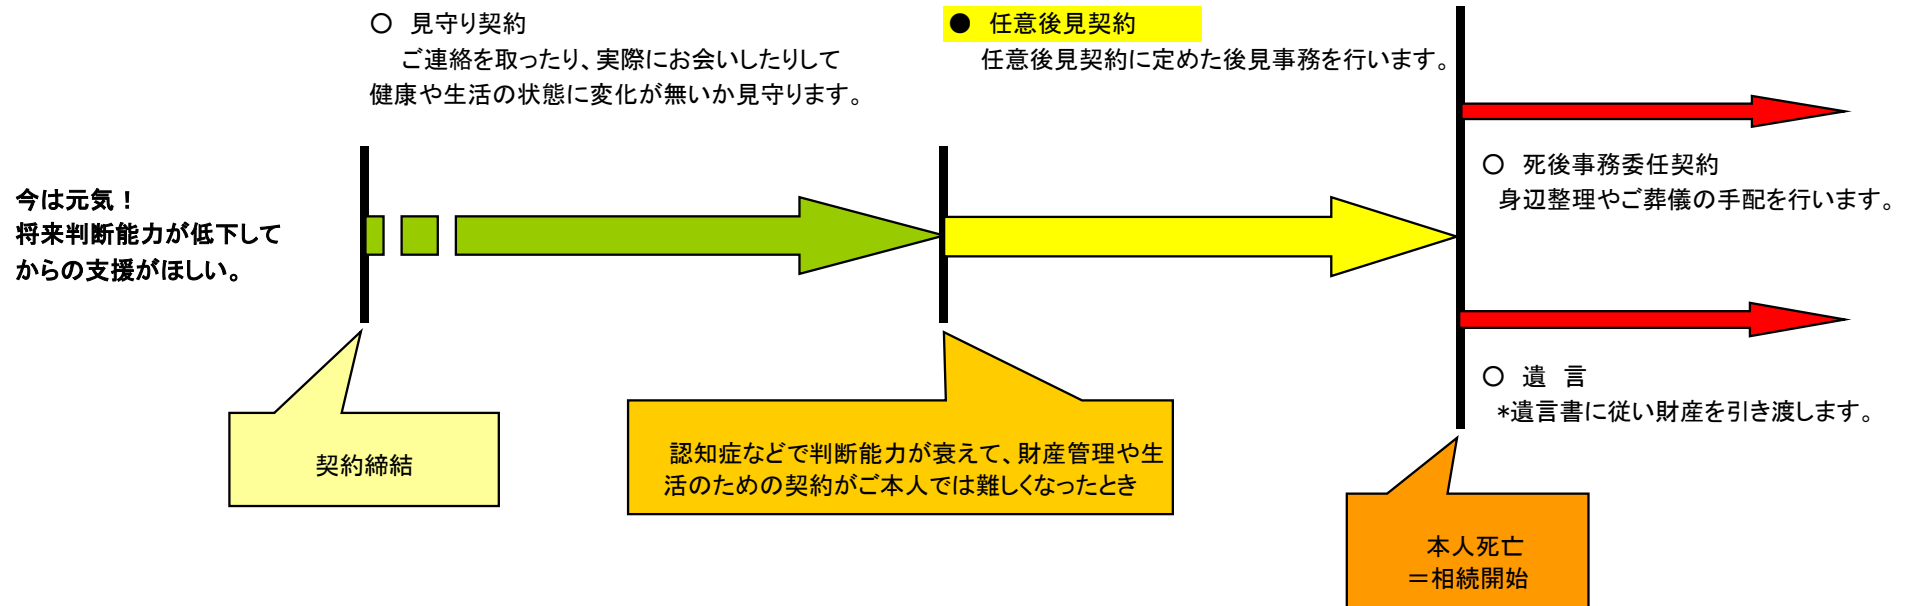 ○ 見守り契約
ご連絡を取ったり、実際にお会いしたりして
健康や生活の状態に変化が無いか見守ります。
● 任意後見契約
任意後見契約に定めた後見事務を行います。
今は元気！
将来判断能力が低下して
からの支援がほしい。
○ 死後事務委任契約
身辺整理やご葬儀の手配を行います。
○ 遺 言
*遺言書に従い財産を引き渡します。
契約締結
認知症などで判断能力が衰えて、財産管理や生
活のための契約がご本人では難しくなったとき
本人死亡
＝相続開始